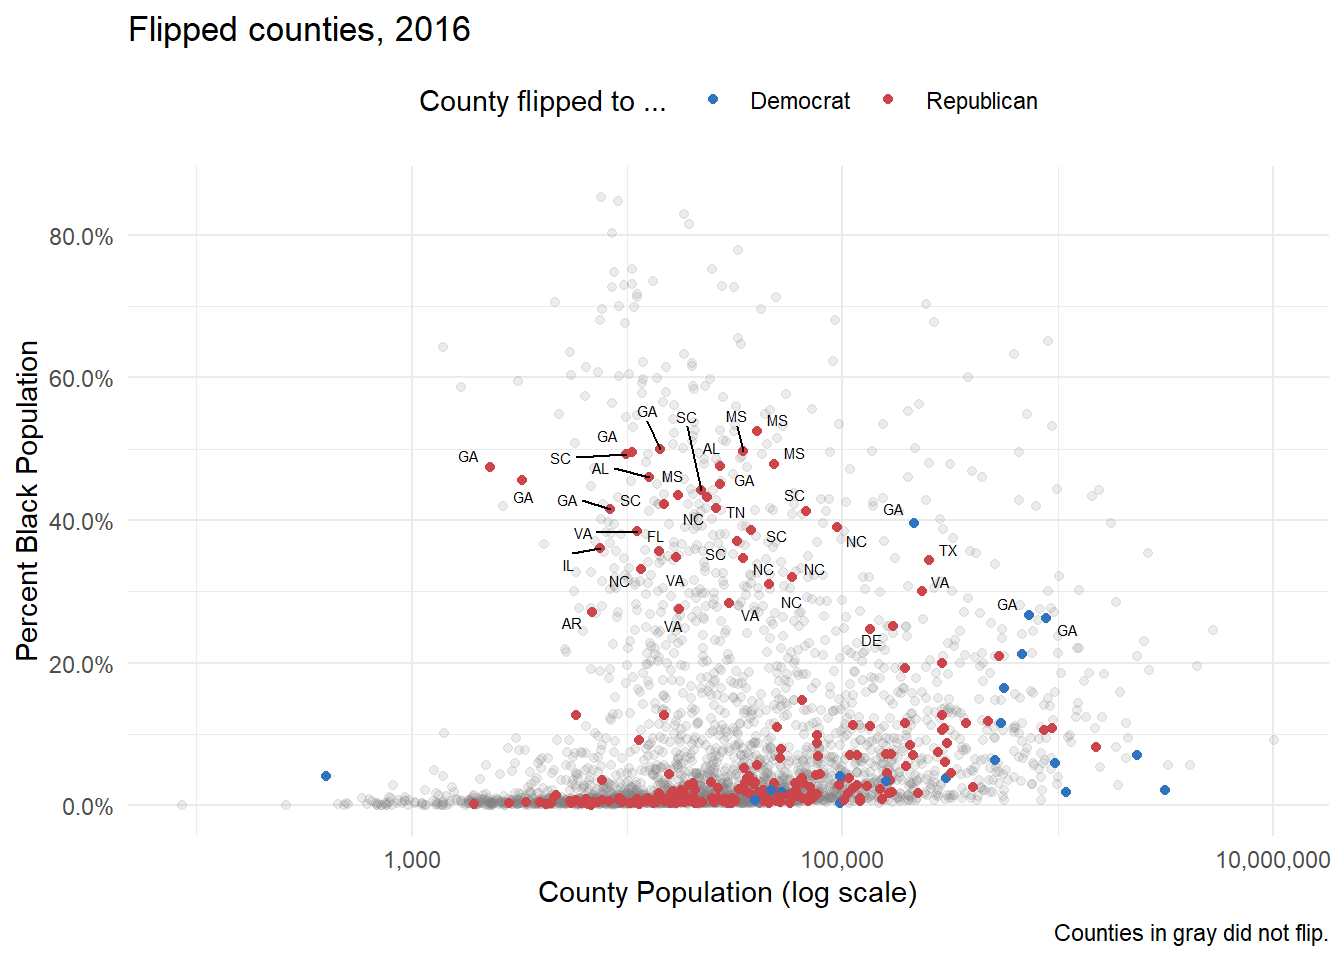 Flipped counties, 2016
County flipped to ... Democrat Republican
80.0%
60.0%
40.0%
20.0%
0.0%
Percent Black Population
GA SC MS MS
GA
SC AL MS
GA AL MS
GA GA
GA SC SC GA
NC TN
VA FL SC NC TX
IL SC
NC VA NC NC VA
GA
AR VA VA NC GA
DE
1,000 100,000 10,000,000
County Population (log scale)
Counties in gray did not flip.